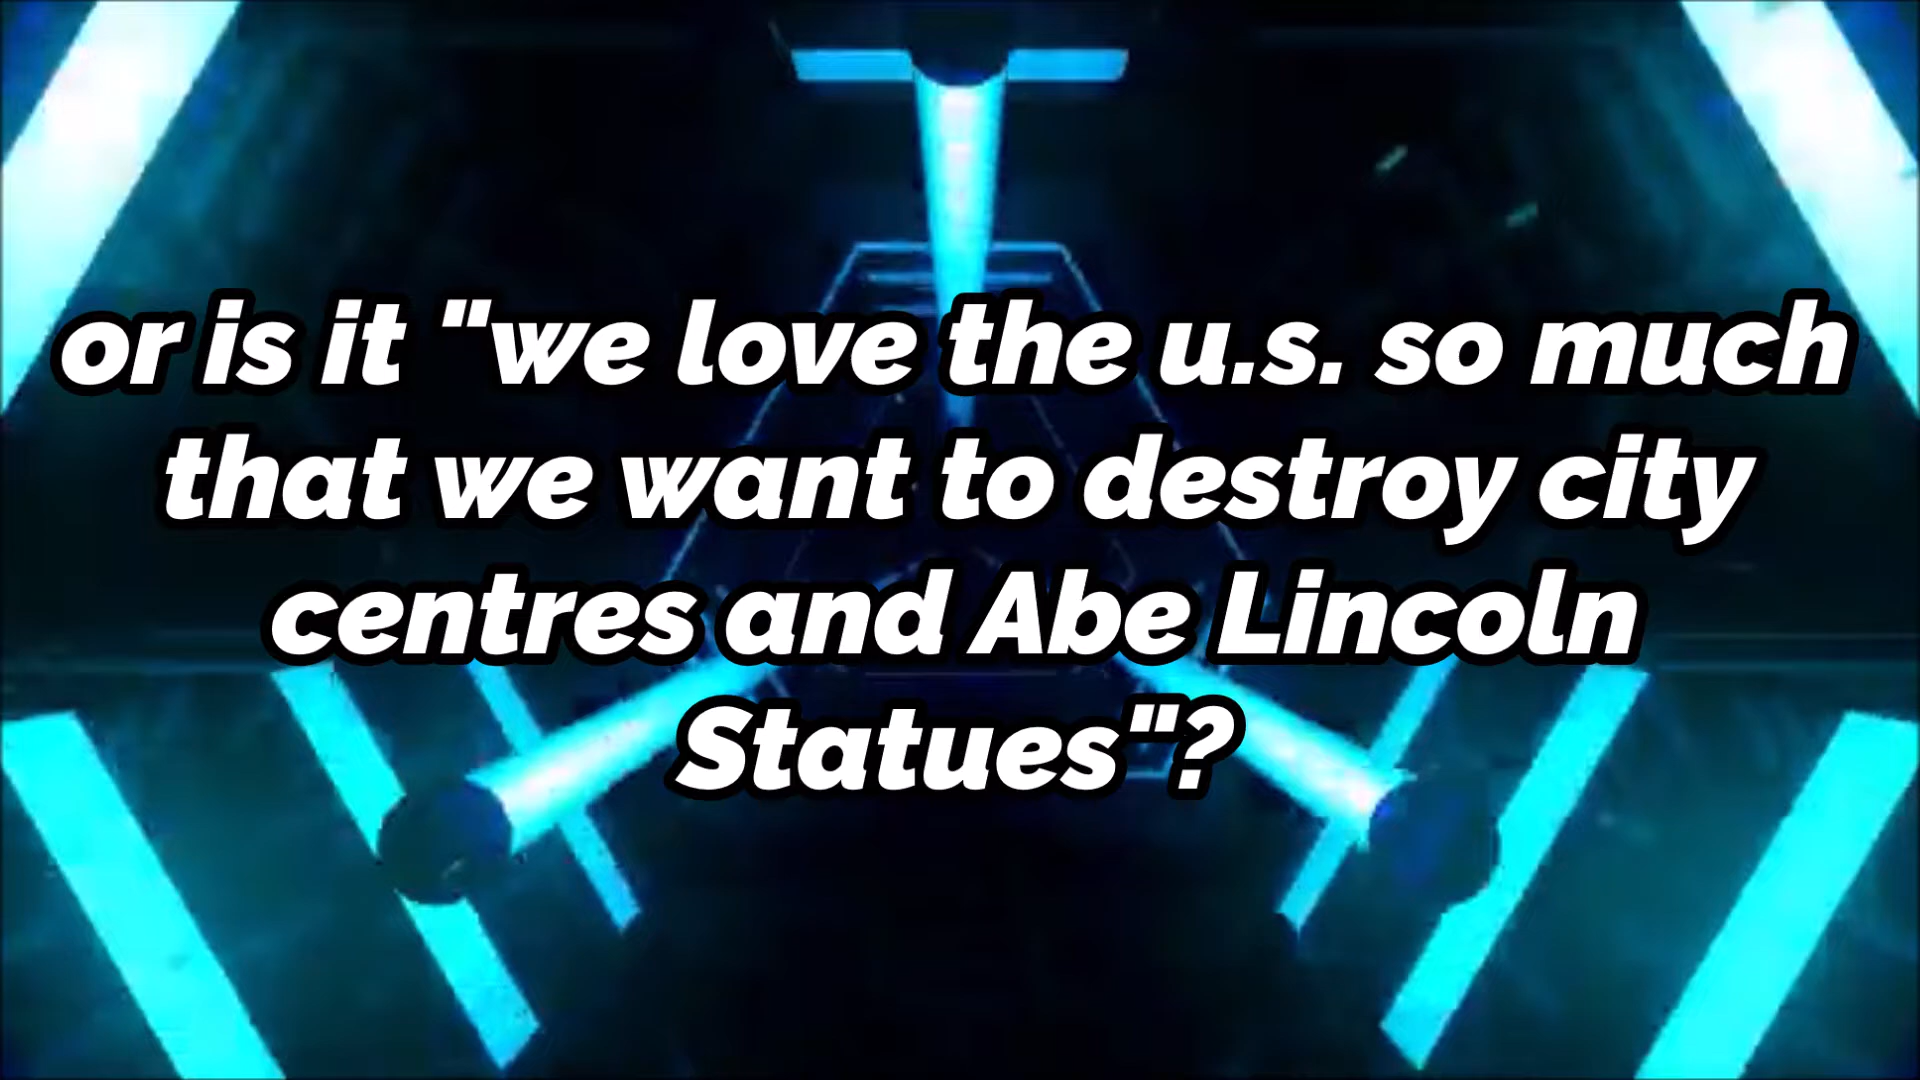 or is it "we love the u.s. so much
that we want to destroy city
centres and Abe Lincoln
Statues"?